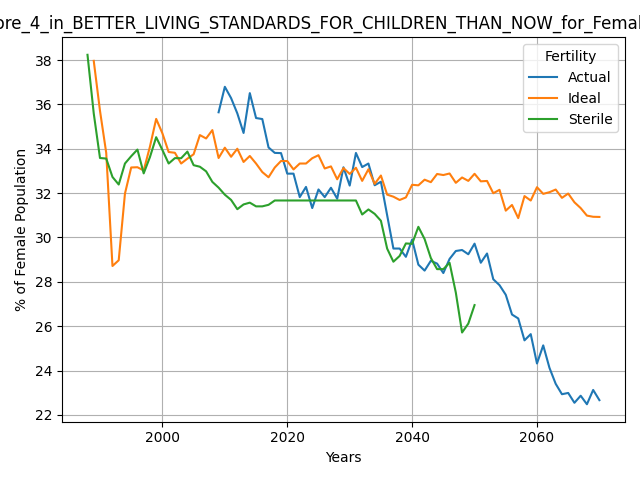 ore_4_in_BETTER_LIVING_STANDARDS_FOR_CHILDREN_THAN_NOW_for_Femal
Fertility
Actual
Ideal
Sterile
% of Female Population
38
36
34
32
30
28
26
24
22
2000 2020 2040 2060
Years